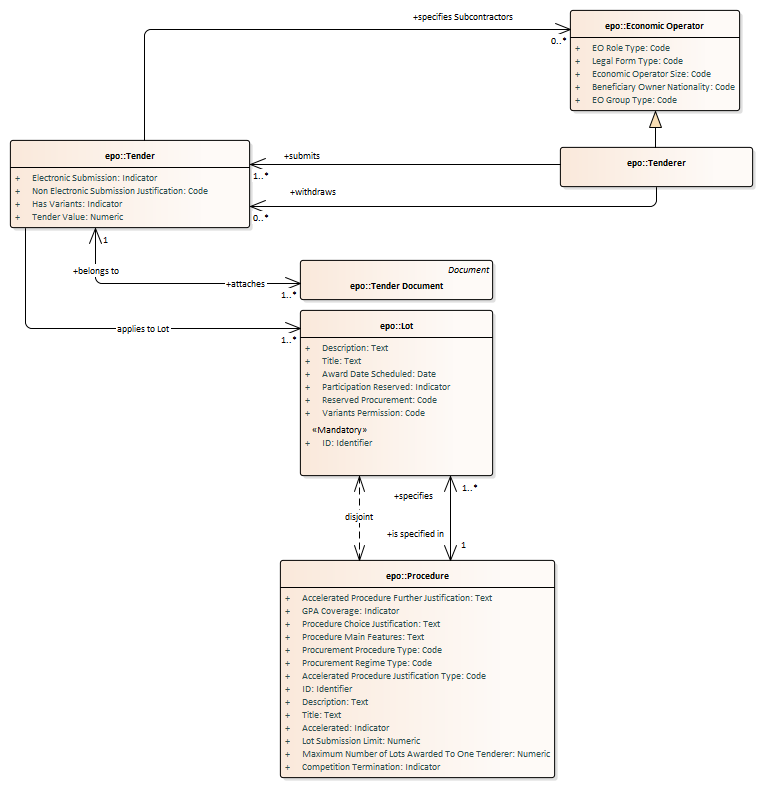 +specifies Subcontractors
0..*
epo::Economic Operator
+ EO Role Type: Code
+ Legal Form Type: Code
+ Economic Operator Size: Code
+ Beneficiary Owner Nationality: Code
+ EO Group Type: Code
epo::Tender
+ Electronic Submission: Indicator
+ Non Electronic Submission Justification: Code
+ Has Variants: Indicator
+ Tender Value: Numeric
+submits
1..*
epo::Tenderer
+withdraws
0..*
1
+belongs to
+attaches
1..*
Document
epo::Tender Document
applies to Lot
1..*
epo::Lot
+ Description: Text
+ Title: Text
+ Award Date Scheduled: Date
+ Participation Reserved: Indicator
+ Reserved Procurement: Code
+ Variants Permission: Code
«Mandatory»
+ ID: Identifier
+specifies
1..*
disjoint
+is specified in
1
epo::Procedure
+ Accelerated Procedure Further Justification: Text
+ GPA Coverage: Indicator
+ Procedure Choice Justification: Text
+ Procedure Main Features: Text
+ Procurement Procedure Type: Code
+ Procurement Regime Type: Code
+ Accelerated Procedure Justification Type: Code
+ ID: Identifier
+ Description: Text
+ Title: Text
+ Accelerated: Indicator
+ Lot Submission Limit: Numeric
+ Maximum Number of Lots Awarded To One Tenderer: Numeric
+ Competition Termination: Indicator